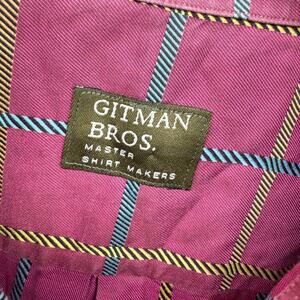 GITMAN
BROS.
MASTER
SHIRT MAKERS